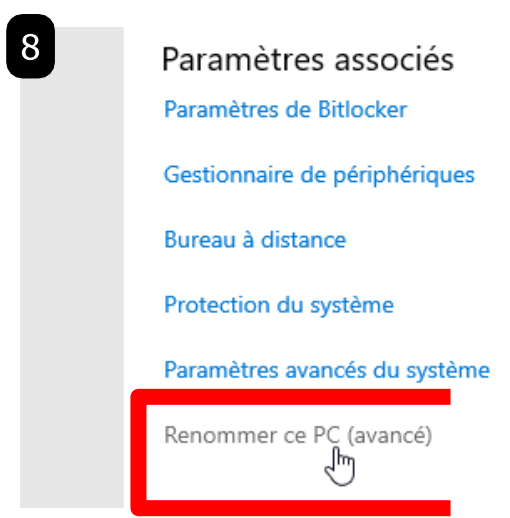 8
Paramètres associés
Paramètres de Bitlocker
Gestionnaire de périphériques
Bureau à distance
Protection du système
Paramètres avancés du système
Renommer ce PC (avancé)